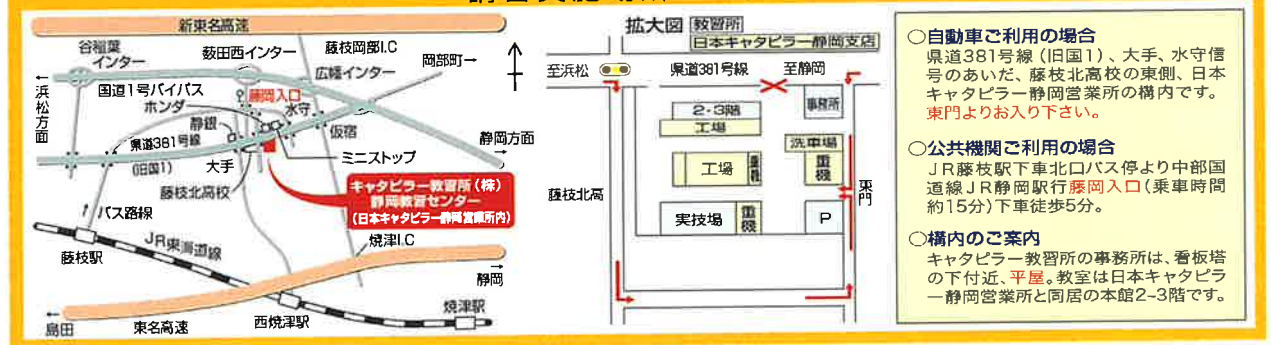 新東名高速
谷稲葉
インター
薮田西インター
藤枝岡部I.C
岡部町→
広幡インター
浜松方面
国道1号バイパス
藤岡入口
ホンダ
水守
静銀
仮宿
県道381号線
(旧国1)
大手
ミニストップ
静岡方面
藤枝北高校
キャタピラー教習所(株)
静岡教習センター
(日本キャタピラー静岡営業所内)
バス路線
焼津I.C
藤枝駅
JR東海道線
静岡
島田
東名高速
西焼津駅
焼津駅
拡大図
教習所
日本キャタピラー静岡支店
至浜松
県道381号線
至静岡
2・3階
工場
事務所
洗車場
工場
重機
重機
藤枝北高
東門
実技場
重機
P
○自動車ご利用の場合
県道381号線(旧国1)、大手、水守信
号のあいだ、藤枝北高校の東側、日本
キャタピラー静岡営業所の構内です。
東門よりお入り下さい。
○公共機関ご利用の場合
JR藤枝駅下車北口バス停より中部国
道線JR静岡駅行藤岡入口(乗車時間
約15分)下車徒歩5分。
○構内のご案内
キャタピラー教習所の事務所は、看板塔
の下付近、平屋。教室は日本キャタピラ
ー静岡営業所と同居の本館2-3階です。